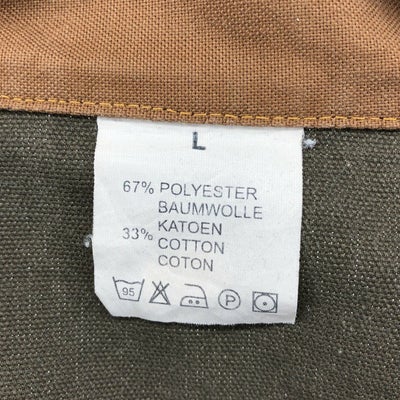 L
67% POLYESTER
BAUMWOLLE
33% KATOEN
COTTON
COTON
95 P